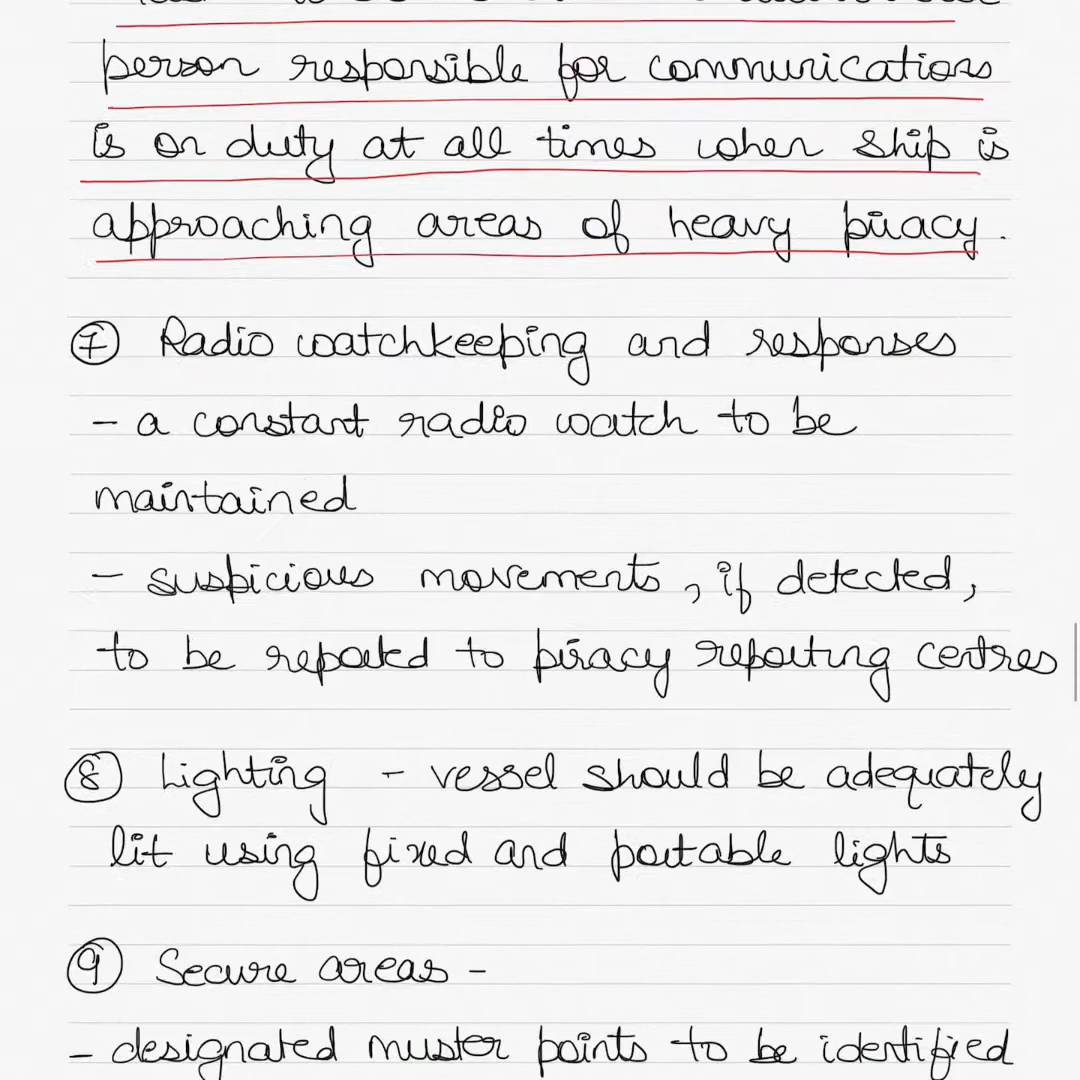 person responsible for communications
is on duty at all times when ship is
approaching areas of heavy piracy.
⑦ Radio watchkeeping and responses
- a constant radio watch to be
maintained
- suspicious movements, if detected,
to be reported to piracy reporting centres
⑧ Lighting - vessel should be adequately
lit using fixed and portable lights
⑨ Secure areas -
- designated muster points to be identified